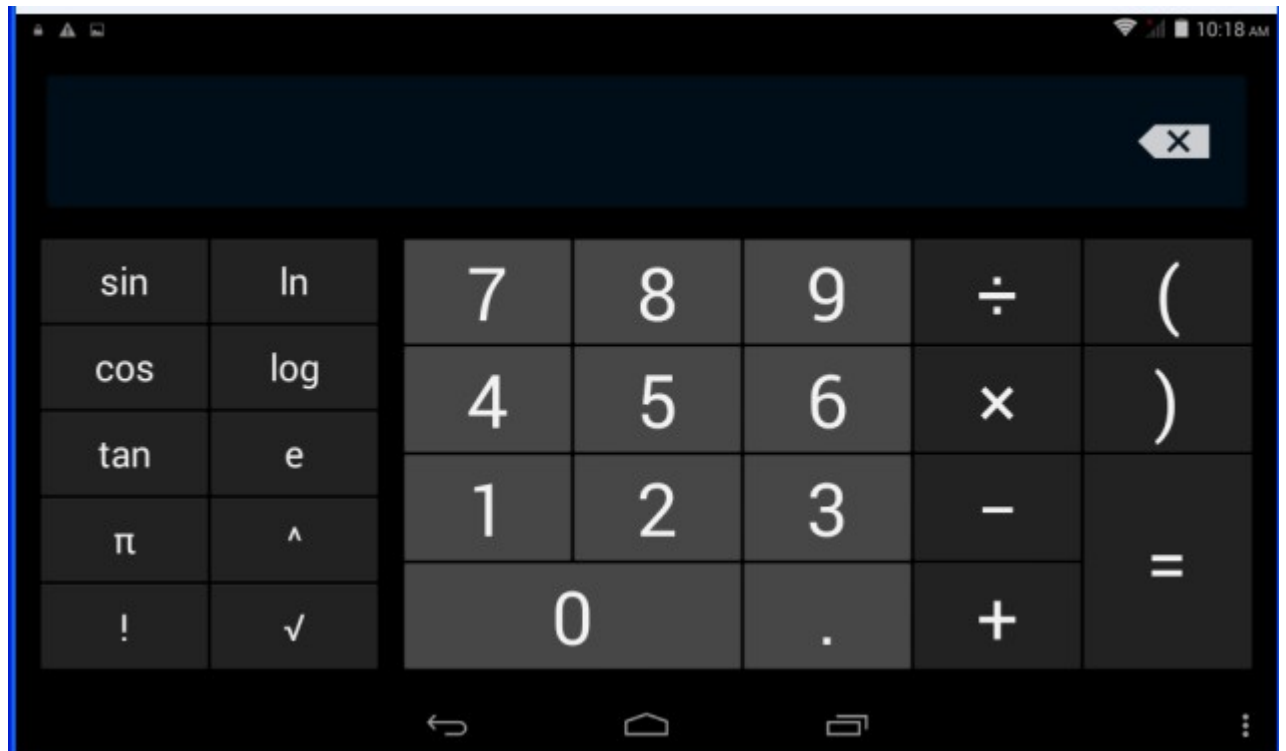 10:18 AM
sin ln 7 8 9 ÷ (
cos log 4 5 6 × )
tan e 1 2 3 −
π ^ =
! √ 0 . +